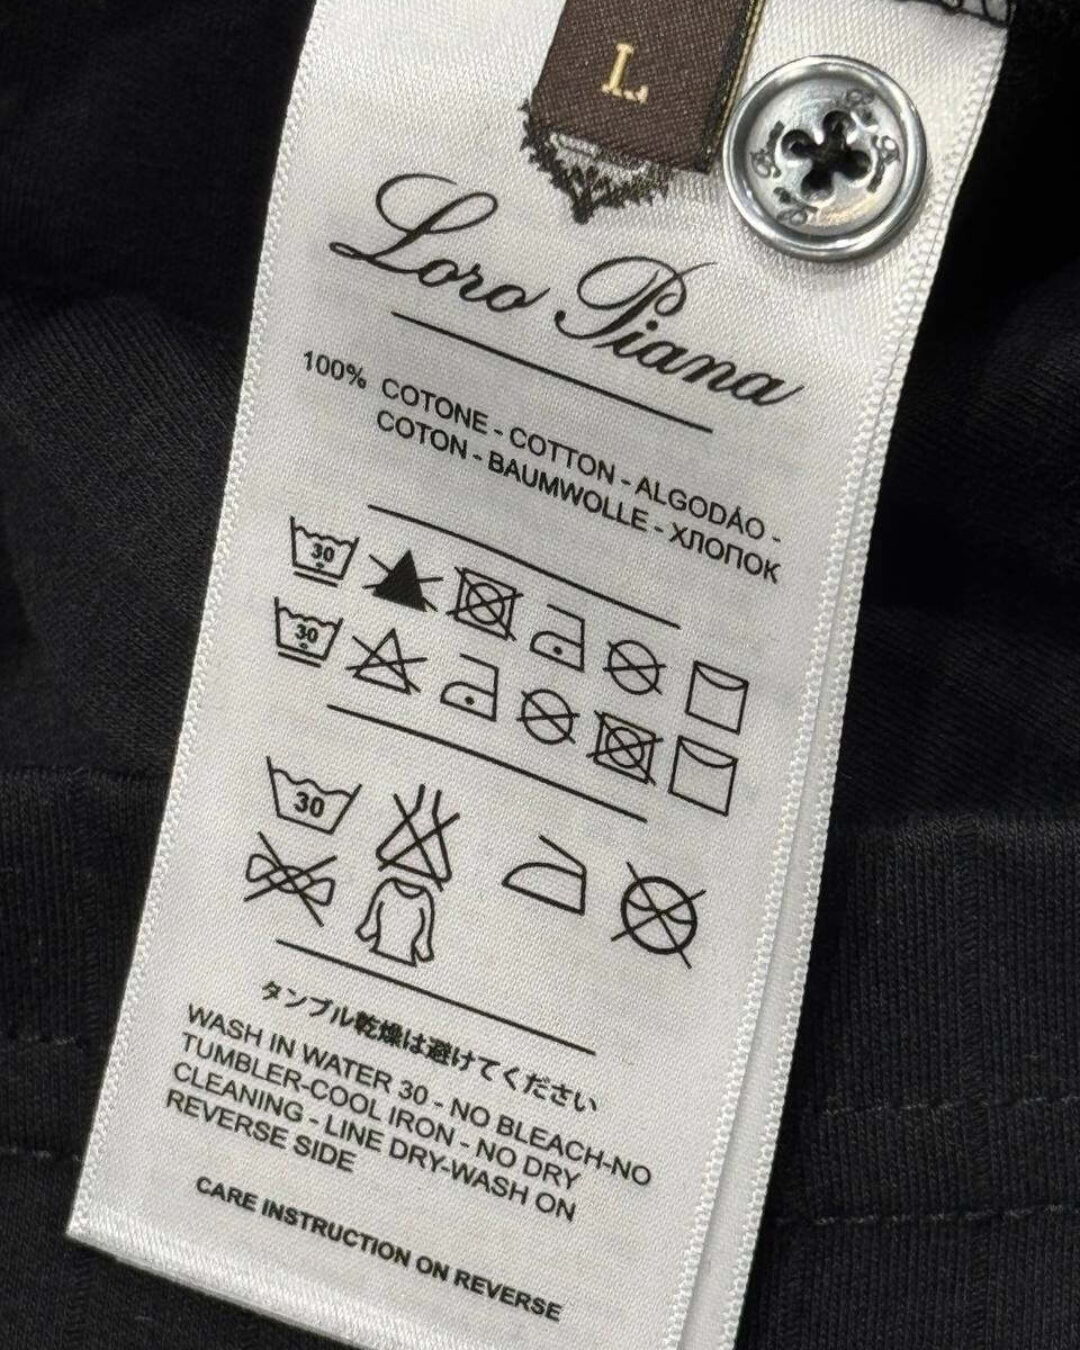 L
Loro Piana
100% COTONE - COTTON - ALGODÁO -
COTON - BAUMWOLLE - ХЛОПОК
30
30
30
タンブル乾燥は避けてください
WASH IN WATER 30 - NO BLEACH-NO
TUMBLER-COOL IRON - NO DRY
CLEANING - LINE DRY-WASH ON
REVERSE SIDE
CARE INSTRUCTION ON REVERSE